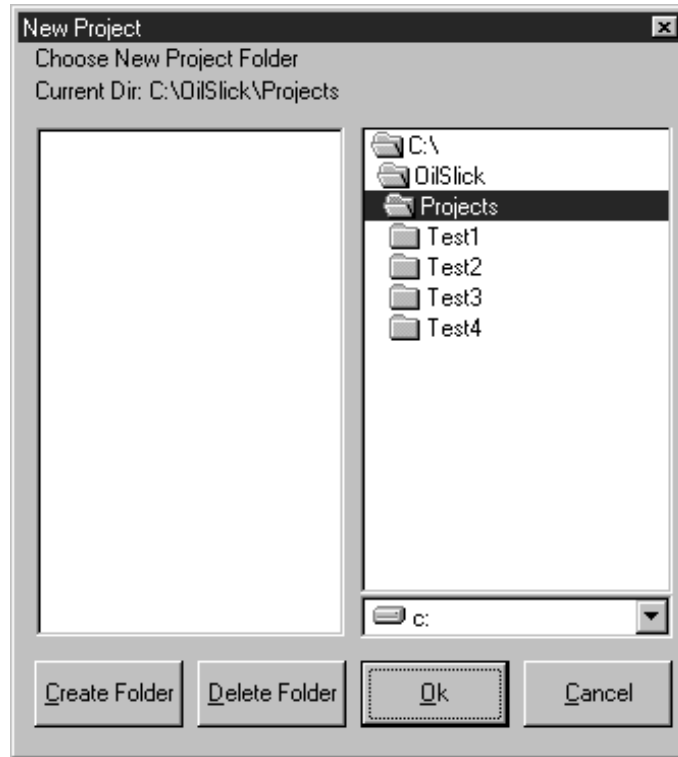 New Project
Choose New Project Folder
Current Dir: C:\OilSlick\Projects
C:\
OilSlick
Projects
Test1
Test2
Test3
Test4
c:
Create Folder
Delete Folder
Ok
Cancel